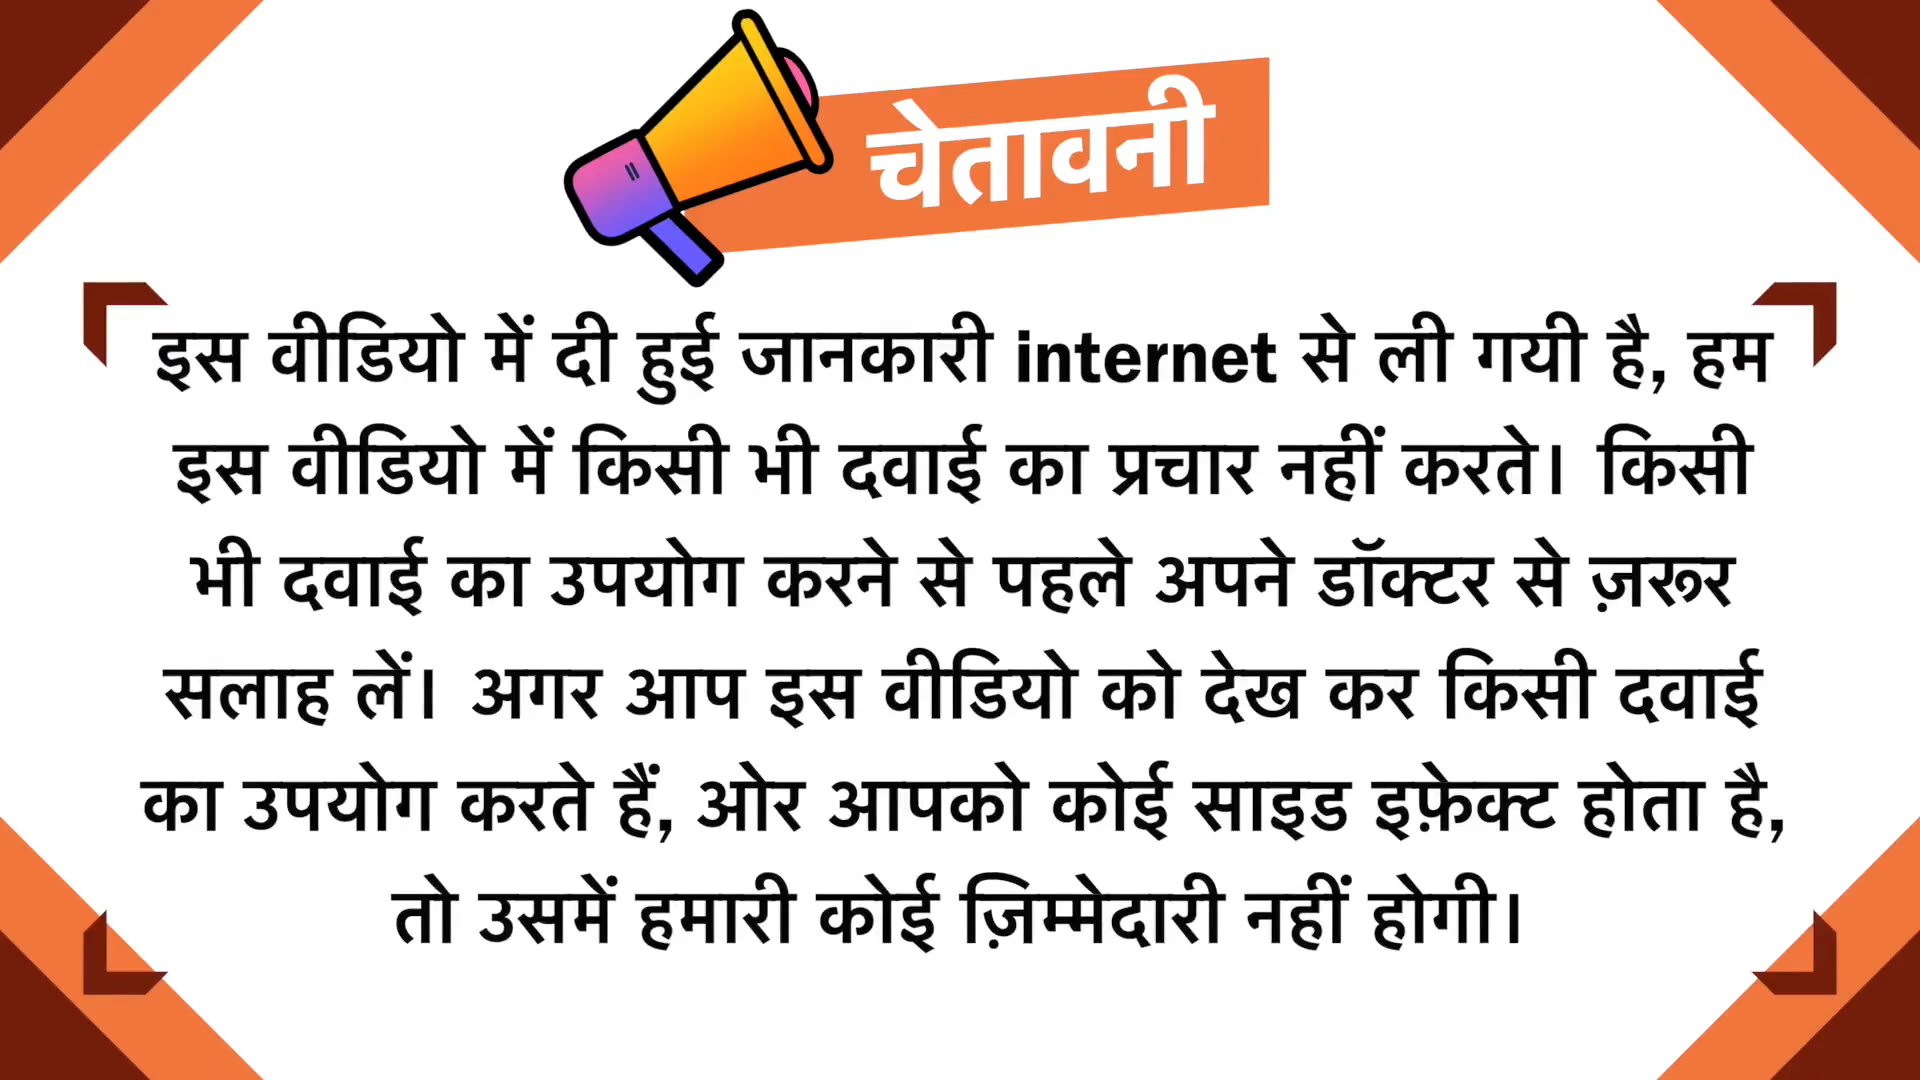 चेतावनी
इस वीडियो में दी हुई जानकारी internet से ली गयी है, हम
इस वीडियो में किसी भी दवाई का प्रचार नहीं करते। किसी
भी दवाई का उपयोग करने से पहले अपने डॉक्टर से ज़रूर
सलाह लें। अगर आप इस वीडियो को देख कर किसी दवाई
का उपयोग करते हैं, ओर आपको कोई साइड इफ़ेक्ट होता है,
तो उसमें हमारी कोई ज़िम्मेदारी नहीं होगी।